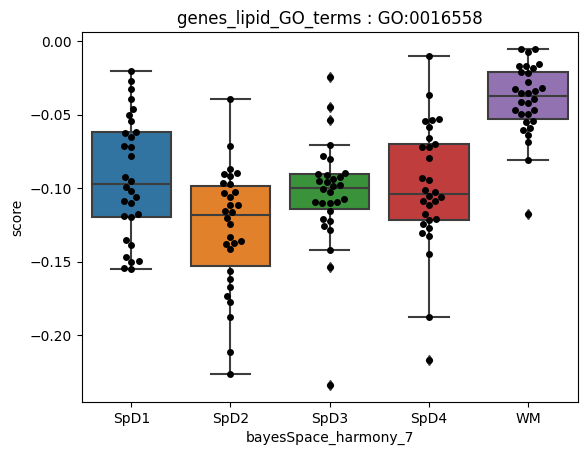 genes_lipid_GO_terms : GO:0016558
0.00
−0.05
−0.10
−0.15
−0.20
score
SpD1 SpD2 SpD3 SpD4 WM
bayesSpace_harmony_7